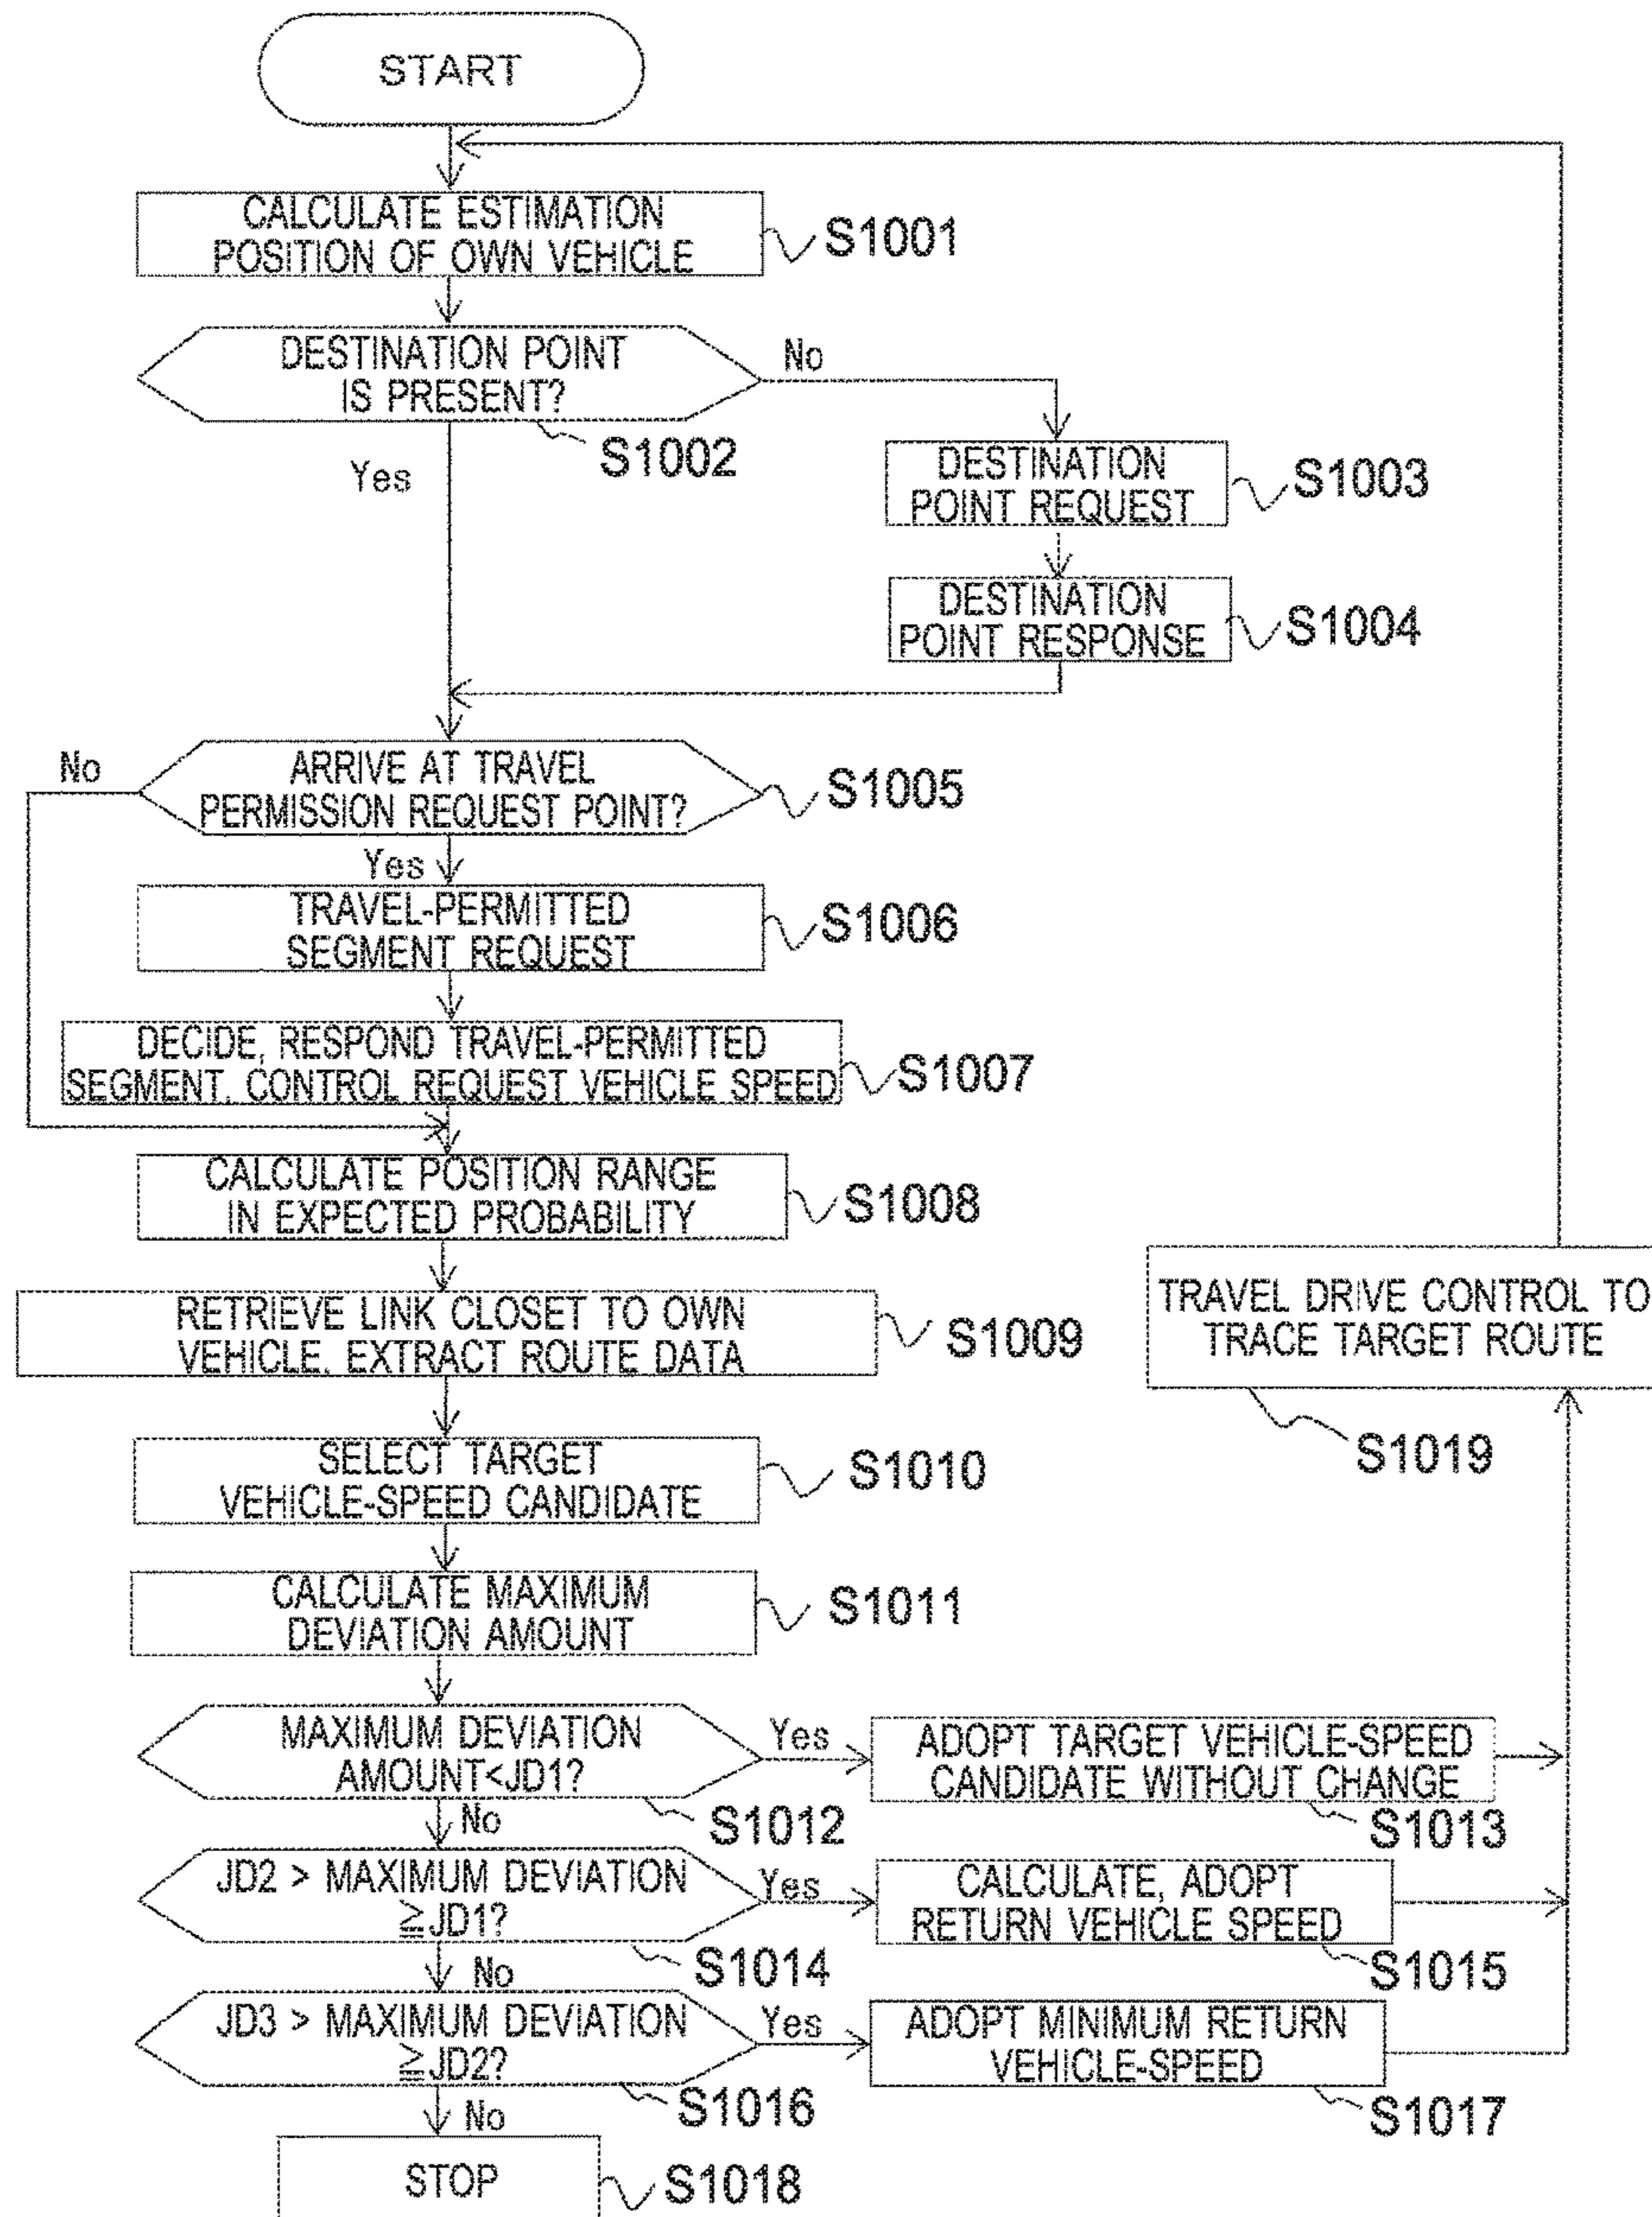 START
CALCULATE ESTIMATION
POSITION OF OWN VEHICLE
S1001
DESTINATION POINT
IS PRESENT?
No
S1002
Yes
DESTINATION
POINT REQUEST
S1003
DESTINATION
POINT RESPONSE
S1004
No
ARRIVE AT TRAVEL
PERMISSION REQUEST POINT?
S1005
Yes
TRAVEL-PERMITTED
SEGMENT REQUEST
S1006
DECIDE, RESPOND TRAVEL-PERMITTED
SEGMENT, CONTROL REQUEST VEHICLE SPEED
S1007
CALCULATE POSITION RANGE
IN EXPECTED PROBABILITY
S1008
RETRIEVE LINK CLOSET TO OWN
VEHICLE, EXTRACT ROUTE DATA
S1009
TRAVEL DRIVE CONTROL TO
TRACE TARGET ROUTE
S1019
SELECT TARGET
VEHICLE-SPEED CANDIDATE
S1010
CALCULATE MAXIMUM
DEVIATION AMOUNT
S1011
MAXIMUM DEVIATION
AMOUNT<JD1?
Yes
S1012
No
ADOPT TARGET VEHICLE-SPEED
CANDIDATE WITHOUT CHANGE
S1013
JD2 > MAXIMUM DEVIATION
≧JD1?
Yes
S1014
No
CALCULATE, ADOPT
RETURN VEHICLE SPEED
S1015
JD3 > MAXIMUM DEVIATION
≧JD2?
Yes
S1016
No
ADOPT MINIMUM RETURN
VEHICLE-SPEED
S1017
STOP
S1018